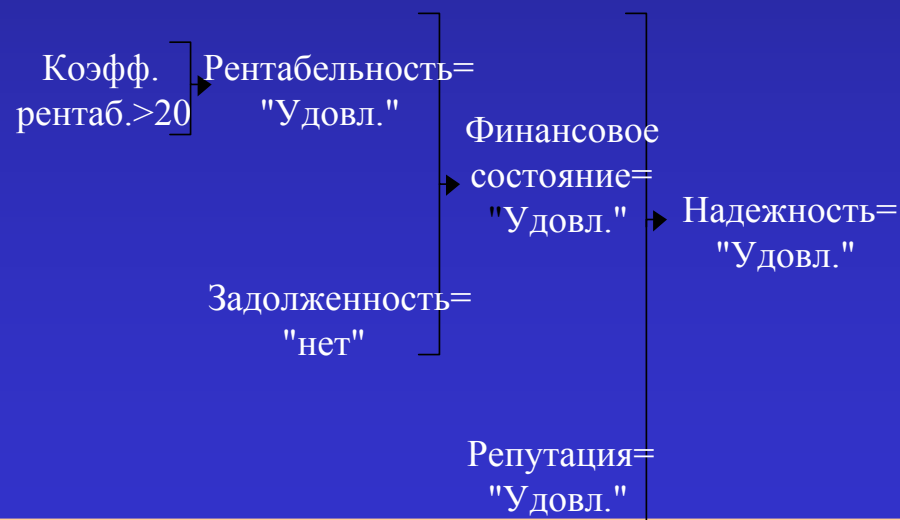 Коэфф.
рентаб.>20
Рентабельность=
"Удовл."
Финансовое
состояние=
"Удовл."
Надежность=
"Удовл."
Задолженность=
"нет"
Репутация=
"Удовл."